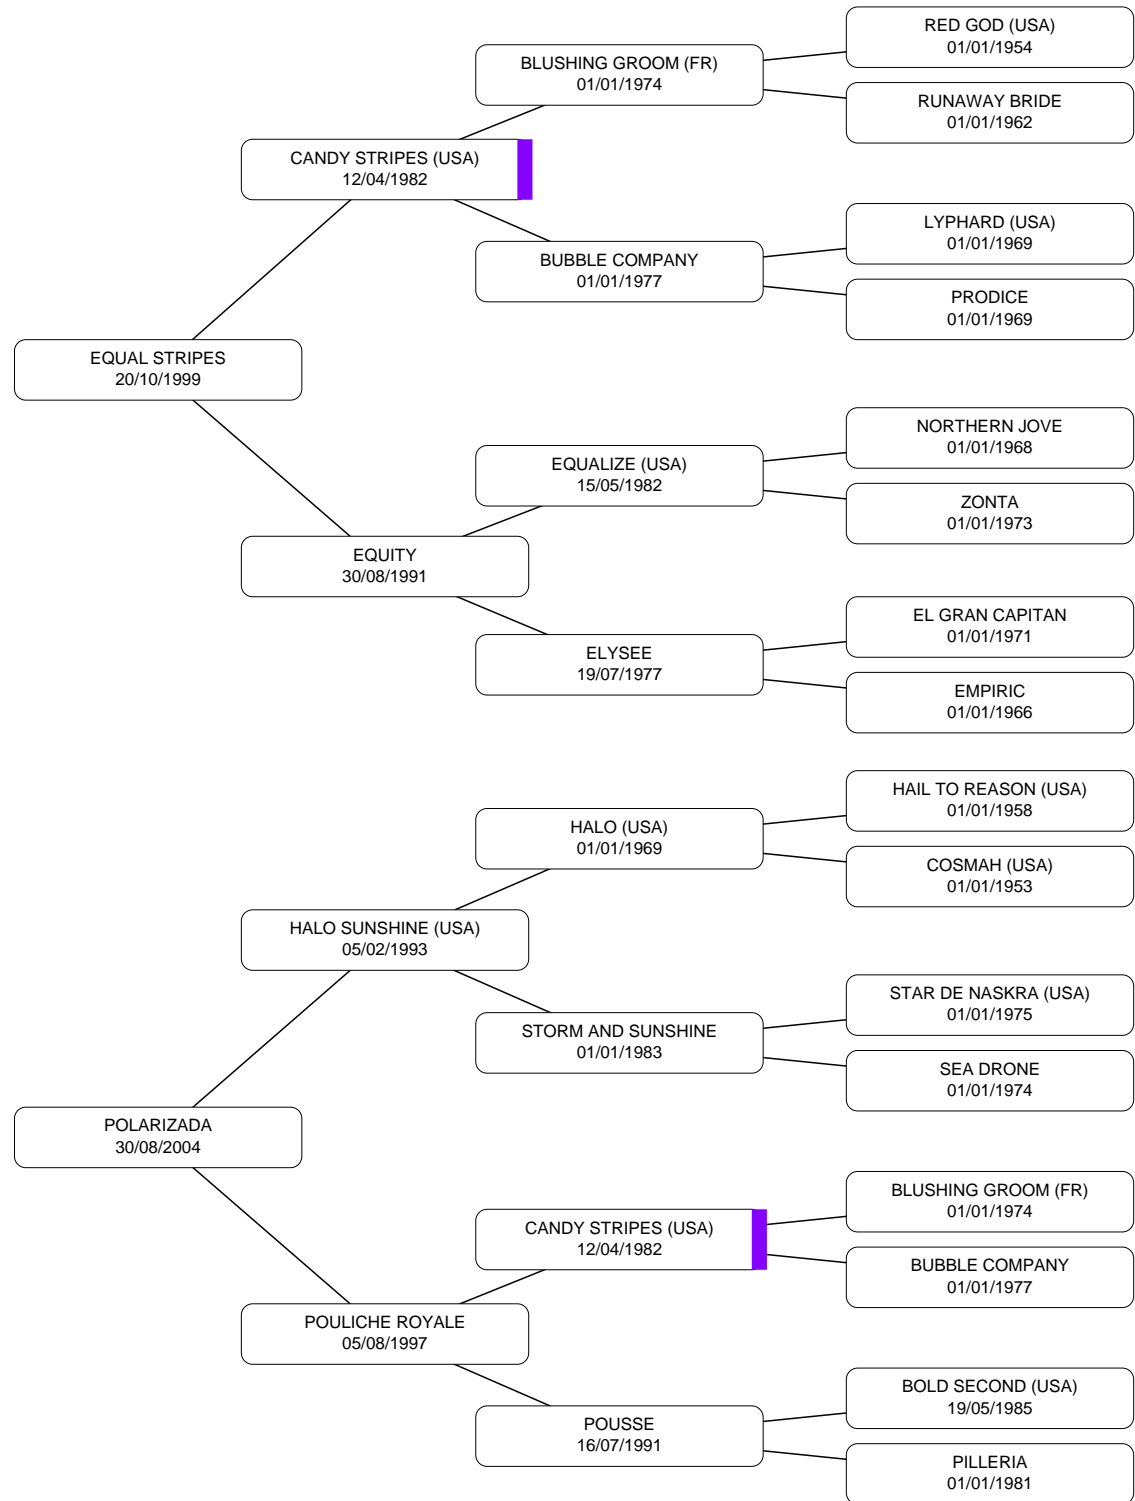 RED GOD (USA)
01/01/1954
BLUSHING GROOM (FR)
01/01/1974
RUNAWAY BRIDE
01/01/1962
CANDY STRIPES (USA)
12/04/1982
LYPHARD (USA)
01/01/1969
BUBBLE COMPANY
01/01/1977
PRODICE
01/01/1969
EQUAL STRIPES
20/10/1999
NORTHERN JOVE
01/01/1968
EQUALIZE (USA)
15/05/1982
ZONTA
01/01/1973
EQUITY
30/08/1991
EL GRAN CAPITAN
01/01/1971
ELYSEE
19/07/1977
EMPIRIC
01/01/1966
HAIL TO REASON (USA)
01/01/1958
HALO (USA)
01/01/1969
COSMAH (USA)
01/01/1953
HALO SUNSHINE (USA)
05/02/1993
STAR DE NASKRA (USA)
01/01/1975
STORM AND SUNSHINE
01/01/1983
SEA DRONE
01/01/1974
POLARIZADA
30/08/2004
BLUSHING GROOM (FR)
01/01/1974
CANDY STRIPES (USA)
12/04/1982
BUBBLE COMPANY
01/01/1977
POULICHE ROYALE
05/08/1997
BOLD SECOND (USA)
19/05/1985
POUSSE
16/07/1991
PILLERIA
01/01/1981